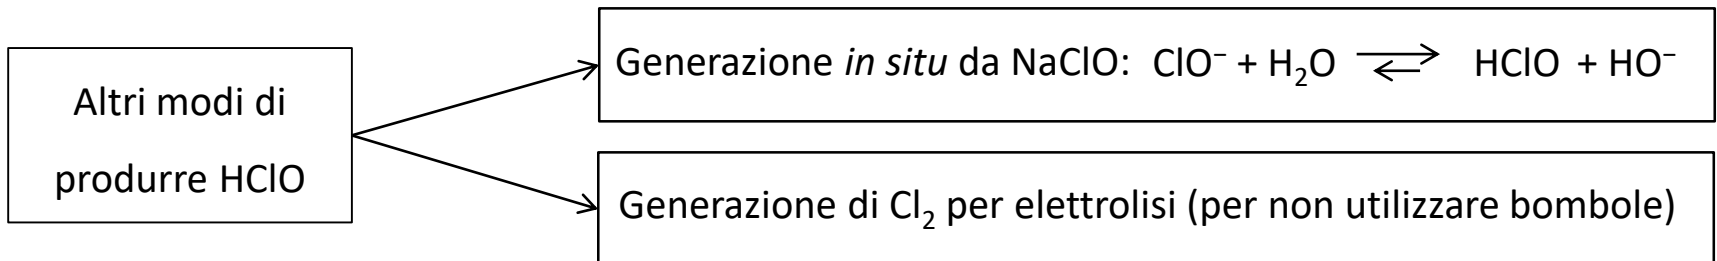 Altri modi di
produrre HClO
Generazione in situ da NaClO: ClO⁻ + H₂O ⇌ HClO + HO⁻
Generazione di Cl₂ per elettrolisi (per non utilizzare bombole)